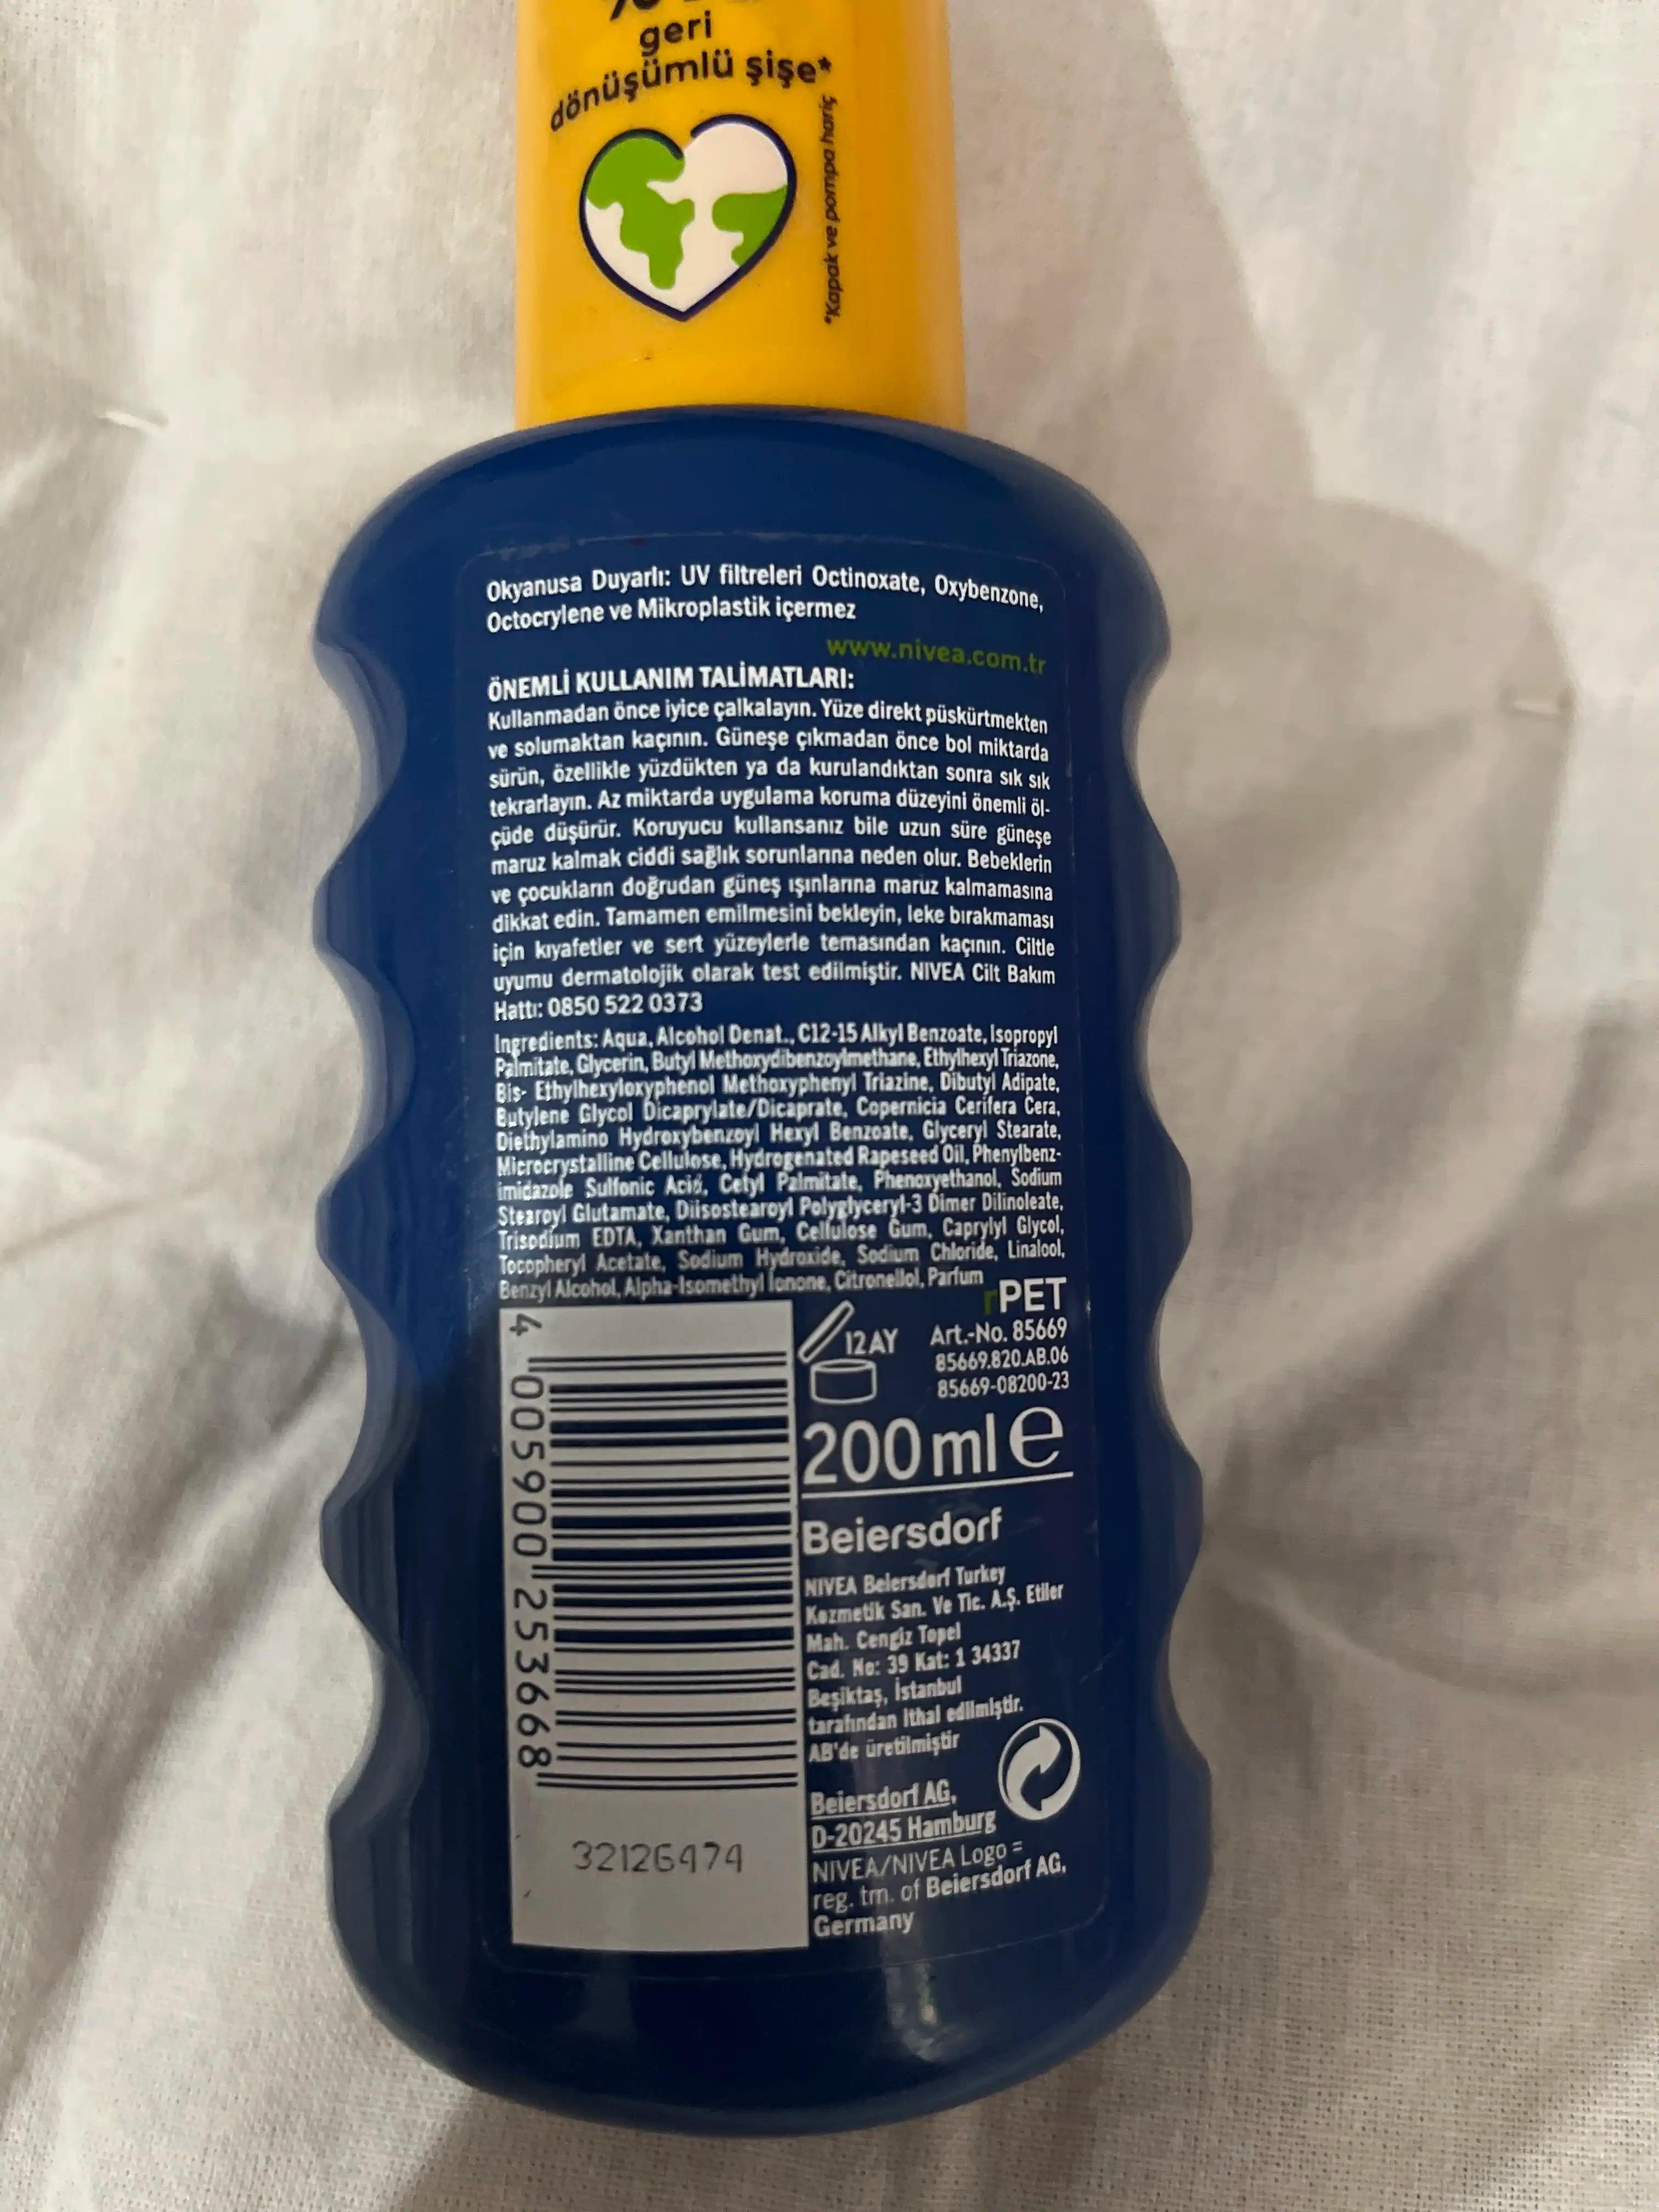 geri
dönüşümlü şişe*
*Kapak ve pompa hariç
Okyanusa Duyarlı: UV filtreleri Octinoxate, Oxybenzone,
Octocrylene ve Mikroplastik içermez
www.nivea.com.tr
ÖNEMLİ KULLANIM TALİMATLARI:
Kullanmadan önce iyice çalkalayın. Yüze direkt püskürtmekten
ve solumaktan kaçının. Güneşe çıkmadan önce bol miktarda
sürün, özellikle yüzdükten ya da kurulandıktan sonra sık sık
tekrarlayın. Az miktarda uygulama koruma düzeyini önemli öl-
çüde düşürür. Koruyucu kullansanız bile uzun süre güneşe
maruz kalmak ciddi sağlık sorunlarına neden olur. Bebeklerin
ve çocukların doğrudan güneş ışınlarına maruz kalmamasına
dikkat edin. Tamamen emilmesini bekleyin, leke bırakmaması
için kıyafetler ve sert yüzeylerle temasından kaçının. Ciltle
uyumu dermatolojik olarak test edilmiştir. NIVEA Cilt Bakım
Hattı: 0850 522 0373
Ingredients: Aqua, Alcohol Denat., C12-15 Alkyl Benzoate, Isopropyl
Palmitate, Glycerin, Butyl Methoxydibenzoylmethane, Ethylhexyl Triazone,
Bis- Ethylhexyloxyphenol Methoxyphenyl Triazine, Dibutyl Adipate,
Butylene Glycol Dicaprylate/Dicaprate, Copernicia Cerifera Cera,
Diethylamino Hydroxybenzoyl Hexyl Benzoate, Glyceryl Stearate,
Microcrystalline Cellulose, Hydrogenated Rapeseed Oil, Phenylbenz-
imidazole Sulfonic Acid, Cetyl Palmitate, Phenoxyethanol, Sodium
Stearoyl Glutamate, Diisostearoyl Polyglyceryl-3 Dimer Dilinoleate,
Trisodium EDTA, Xanthan Gum, Cellulose Gum, Caprylyl Glycol,
Tocopheryl Acetate, Sodium Hydroxide, Sodium Chloride, Linalool,
Benzyl Alcohol, Alpha-Isomethyl Ionone, Citronellol, Parfum
rPET
12 AY
Art.-No. 85669
85669.820.AB.06
85669-08200-23
200 ml e
Beiersdorf
NIVEA Beiersdorf Turkey
Kozmetik San. Ve Tic. A.Ş. Etiler
Mah. Cengiz Topel
Cad. No: 39 Kat: 1 34337
Beşiktaş, İstanbul
tarafından ithal edilmiştir.
AB'de üretilmiştir
Beiersdorf AG,
D-20245 Hamburg
NIVEA/NIVEA Logo =
reg. tm. of Beiersdorf AG,
Germany
4 005900 253668
32126474